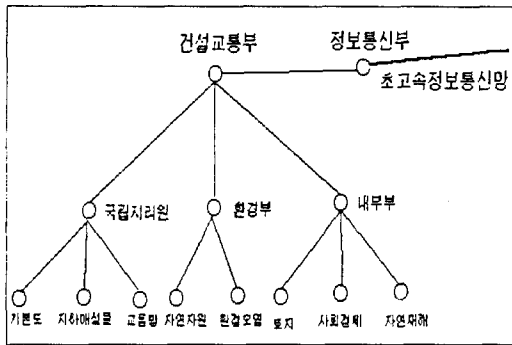 건설교통부 정보통신부
초고속정보통신망
국립지리원 환경부 내무부
기본도 지하매설물 교통망 자연자원 환경오염 토지 사회경제 자연재해